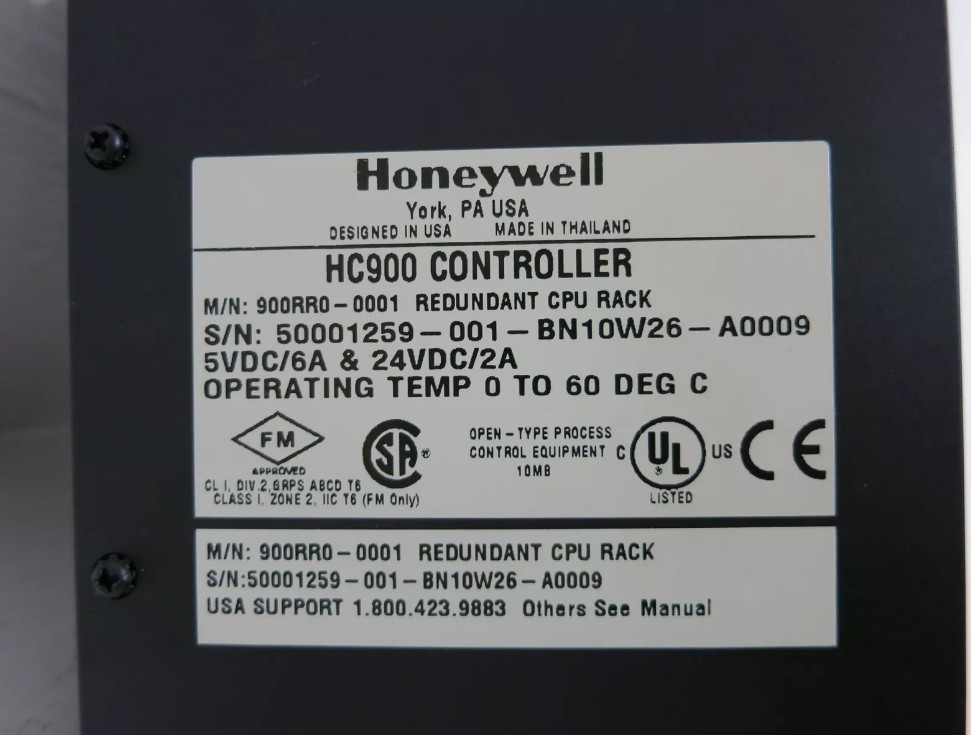 Honeywell
York, PA USA
DESIGNED IN USA MADE IN THAILAND
HC900 CONTROLLER
M/N: 900RR0-0001 REDUNDANT CPU RACK
S/N: 50001259-001-BN10W26-A0009
5VDC/6A & 24VDC/2A
OPERATING TEMP 0 TO 60 DEG C
FM
APPROVED
CL I, DIV 2, GRPS ABCD T6
CLASS I, ZONE 2, IIC T6 (FM Only)
SA ®
OPEN-TYPE PROCESS
CONTROL EQUIPMENT
10MB
C UL US
LISTED
CE
M/N: 900RR0-0001 REDUNDANT CPU RACK
S/N:50001259-001-BN10W26-A0009
USA SUPPORT 1.800.423.9883 Others See Manual